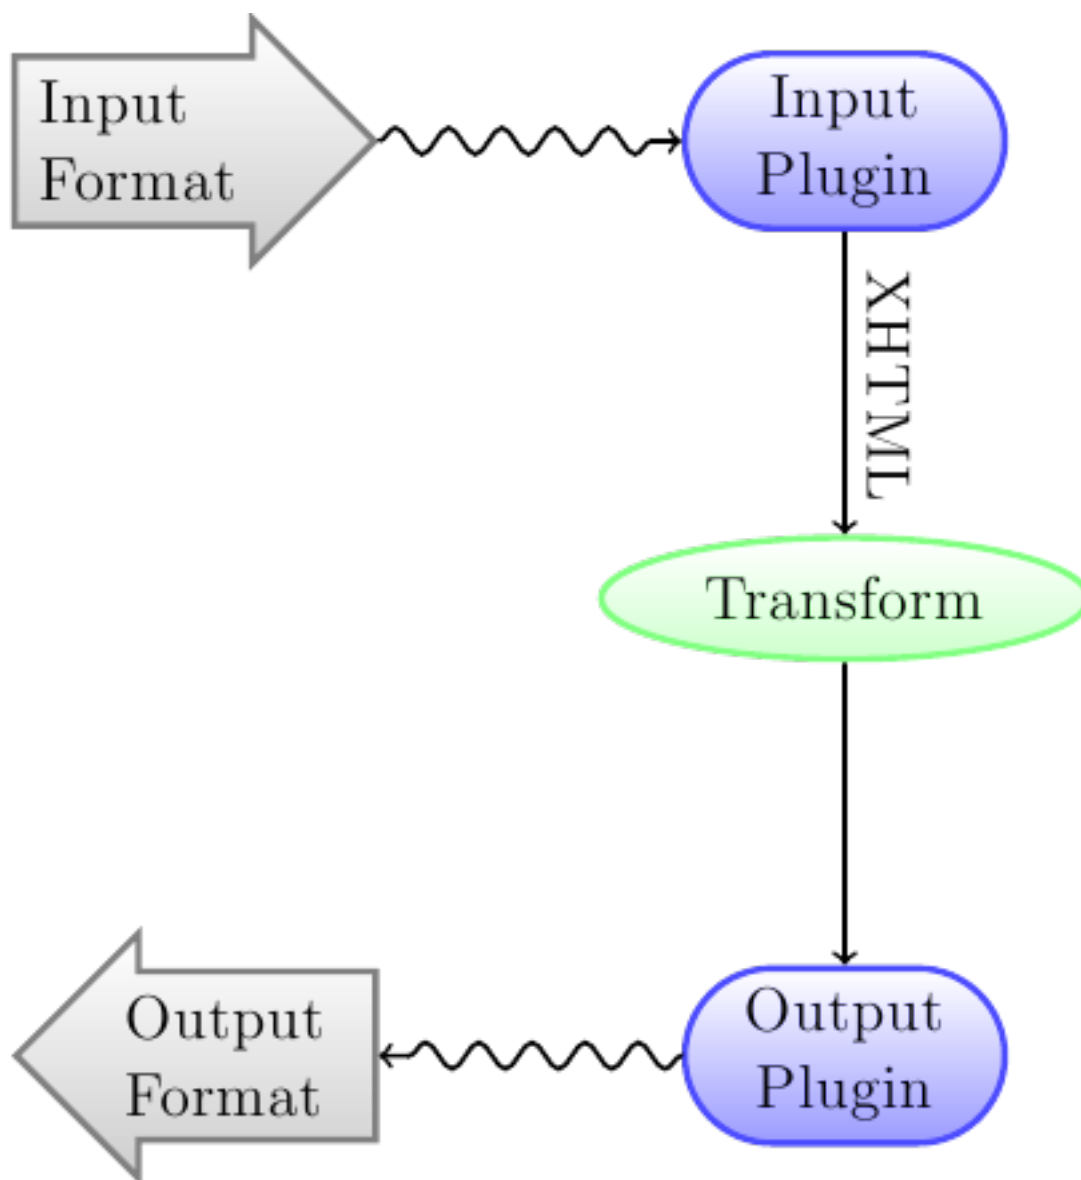 Input
Format
Input
Plugin
XHTML
Transform
Output
Plugin
Output
Format